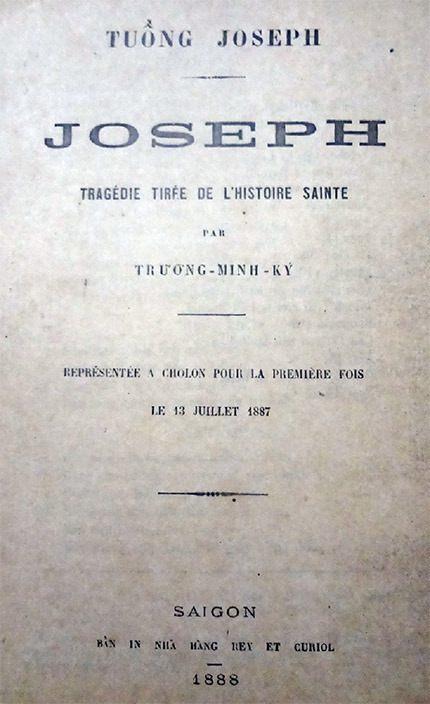 TUỒNG JOSEPH
JOSEPH
TRAGÉDIE TIRÉE DE L'HISTOIRE SAINTE
PAR
TRƯƠNG-MINH-KÝ
REPRÉSENTÉE A CHOLON POUR LA PREMIÈRE FOIS
LE 13 JUILLET 1887
SAIGON
BẢN IN NHÀ HÀNG REY ET CURIOL
1888